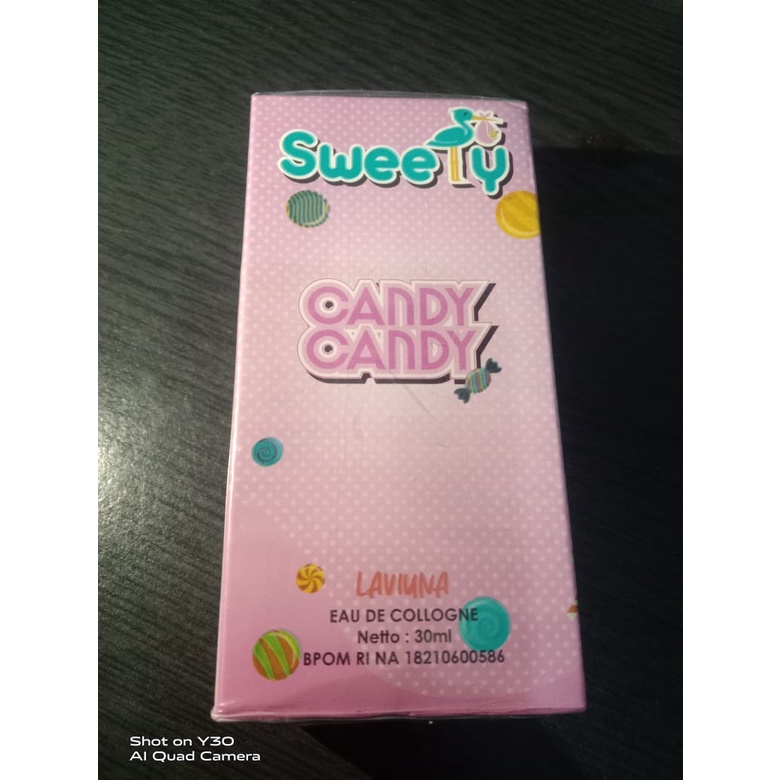 Sweety
CANDY
CANDY
LAVIUNA
EAU DE COLLOGNE
Netto : 30ml
BPOM RI NA 18210600586
Shot on Y30
AI Quad Camera